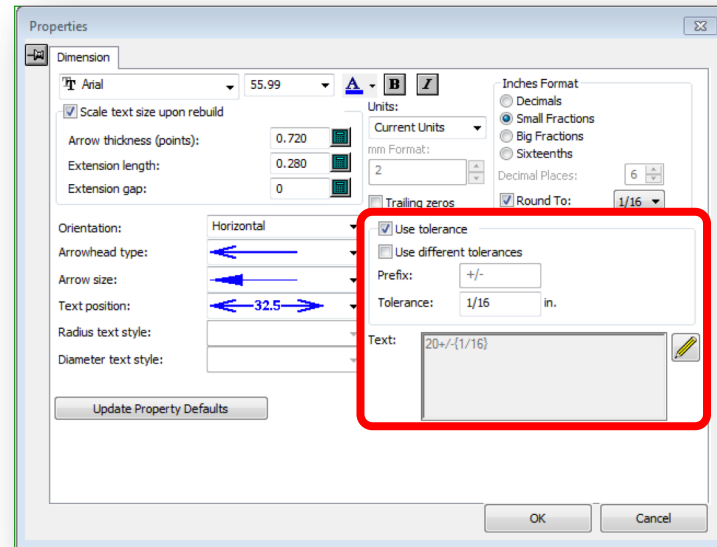 Properties
Dimension
Arial
55.99
A
B
I
Scale text size upon rebuild
Arrow thickness (points):
0.720
Extension length:
0.280
Extension gap:
0
Units:
Current Units
mm Format:
2
Trailing zeros
Inches Format
Decimals
Small Fractions
Big Fractions
Sixteenths
Decimal Places:
6
Round To:
1/16
Orientation:
Horizontal
Arrowhead type:
Arrow size:
Text position:
32.5
Radius text style:
Diameter text style:
Update Property Defaults
Use tolerance
Use different tolerances
Prefix:
+/-
Tolerance:
1/16
in.
Text:
20+/-{1/16}
OK
Cancel